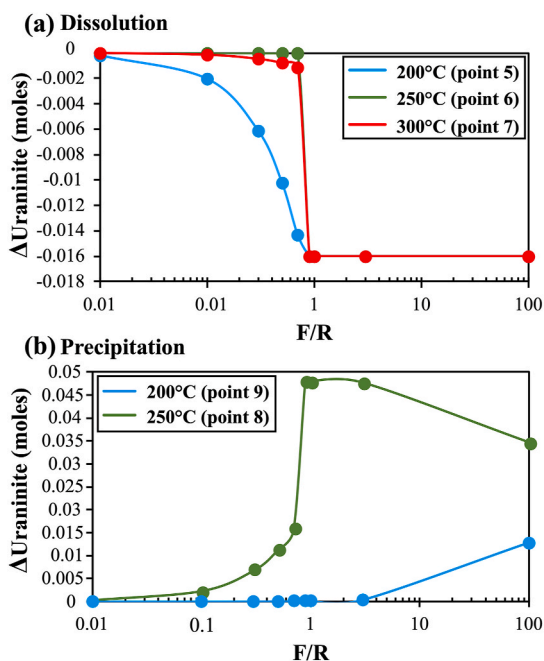 (a) Dissolution
0
-0.002
-0.004
-0.006
-0.008
-0.01
-0.012
-0.014
-0.016
-0.018
ΔUraninite (moles)
200°C (point 5)
250°C (point 6)
300°C (point 7)
0.01 0.01 1 10 100
F/R
(b) Precipitation
0.05
0.045
0.04
0.035
0.03
0.025
0.02
0.015
0.01
0.005
0
ΔUraninite (moles)
200°C (point 9)
250°C (point 8)
0.01 0.1 1 10 100
F/R